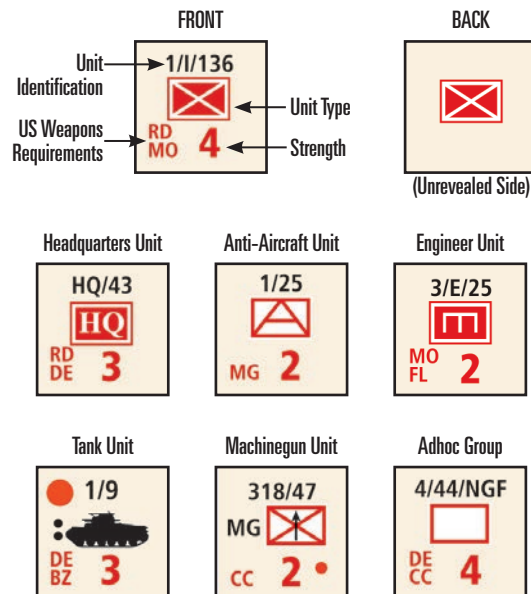 FRONT
BACK
Unit Identification
1/I/136
Unit Type
US Weapons Requirements
RD
MO
4
Strength
(Unrevealed Side)
Headquarters Unit
Anti-Aircraft Unit
Engineer Unit
HQ/43
HQ
RD
DE
3
1/25
MG
2
3/E/25
MO
FL
2
Tank Unit
Machinegun Unit
Adhoc Group
1/9
DE
BZ
3
318/47
MG
CC
2
4/44/NGF
DE
CC
4